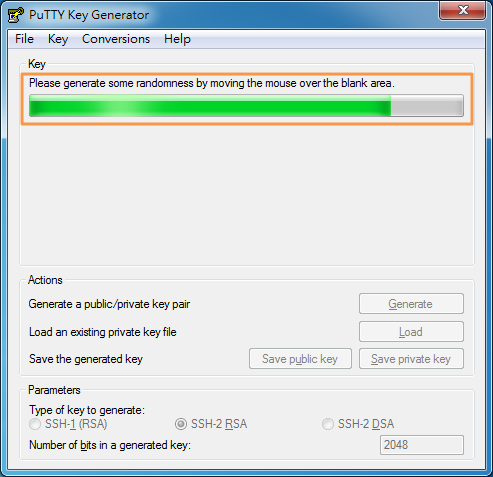 PuTTY Key Generator
File Key Conversions Help
Key
Please generate some randomness by moving the mouse over the blank area.
Actions
Generate a public/private key pair
Generate
Load an existing private key file
Load
Save the generated key
Save public key
Save private key
Parameters
Type of key to generate:
SSH-1 (RSA)
SSH-2 RSA
SSH-2 DSA
Number of bits in a generated key:
2048